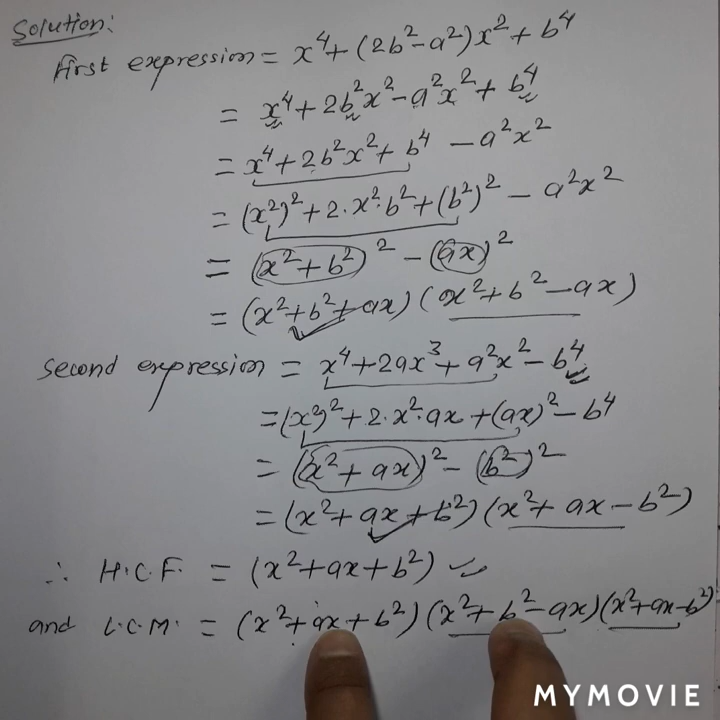 Solution:
First expression = x⁴+(2b²-a²)x²+b⁴
= x⁴+2b²x²-a²x²+b⁴
= x⁴+2b²x²+b⁴-a²x²
= (x²)²+2·x²·b²+(b²)²-a²x²
= (x²+b²)²-(ax)²
= (x²+b²+ax)(x²+b²-ax)
Second expression = x⁴+2ax³+a²x²-b⁴
=(x²)²+2·x²·ax+(ax)²-b⁴
= (x²+ax)²-(b²)²
= (x²+ax+b²)(x²+ax-b²)
∴ H.C.F. = (x²+ax+b²)
and L.C.M. = (x²+ax+b²)(x²+b²-ax)(x²+ax-b²)
MYMOVIE